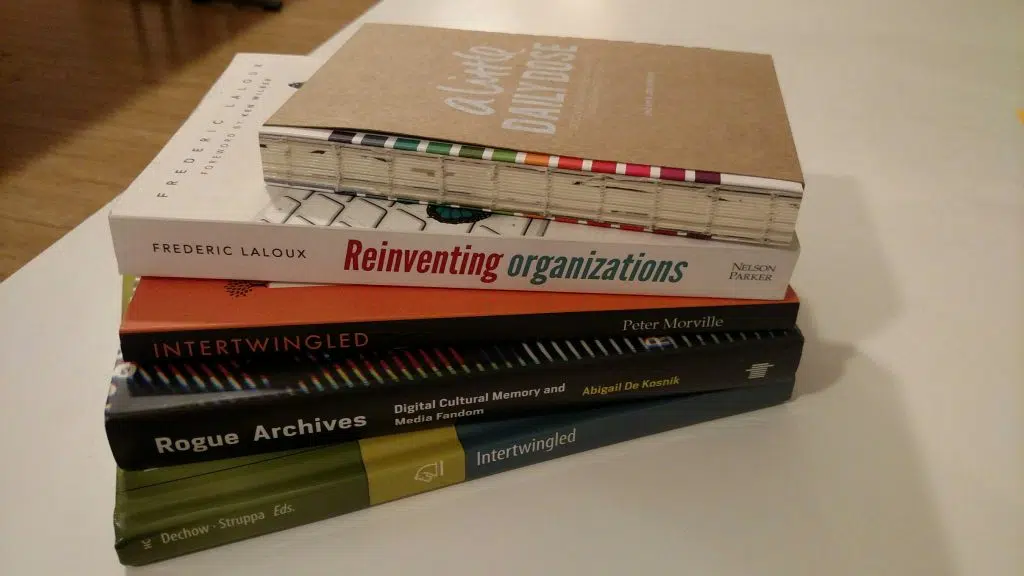 a little
DAILY DOSE
FREDERIC LALOUX
FOREWORD BY KEN WILBER
FREDERIC LALOUX
Reinventing organizations
NELSON
PARKER
INTERTWINGLED
Peter Morville
Rogue Archives
Digital Cultural Memory and
Media Fandom
Abigail De Kosnik
HC
Dechow · Struppa Eds.
Intertwingled